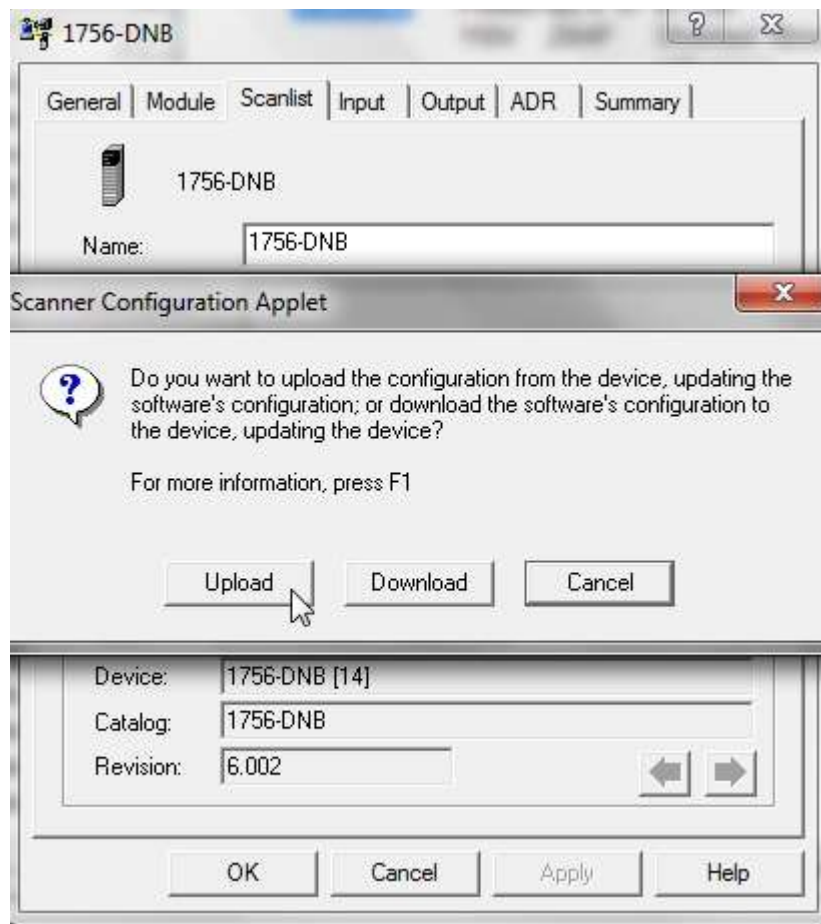 1756-DNB
General Module Scanlist Input Output ADR Summary
1756-DNB
Name: 1756-DNB
Scanner Configuration Applet
Do you want to upload the configuration from the device, updating the
software's configuration; or download the software's configuration to
the device, updating the device?
For more information, press F1
Upload Download Cancel
Device: 1756-DNB [14]
Catalog: 1756-DNB
Revision: 6.002
OK Cancel Apply Help